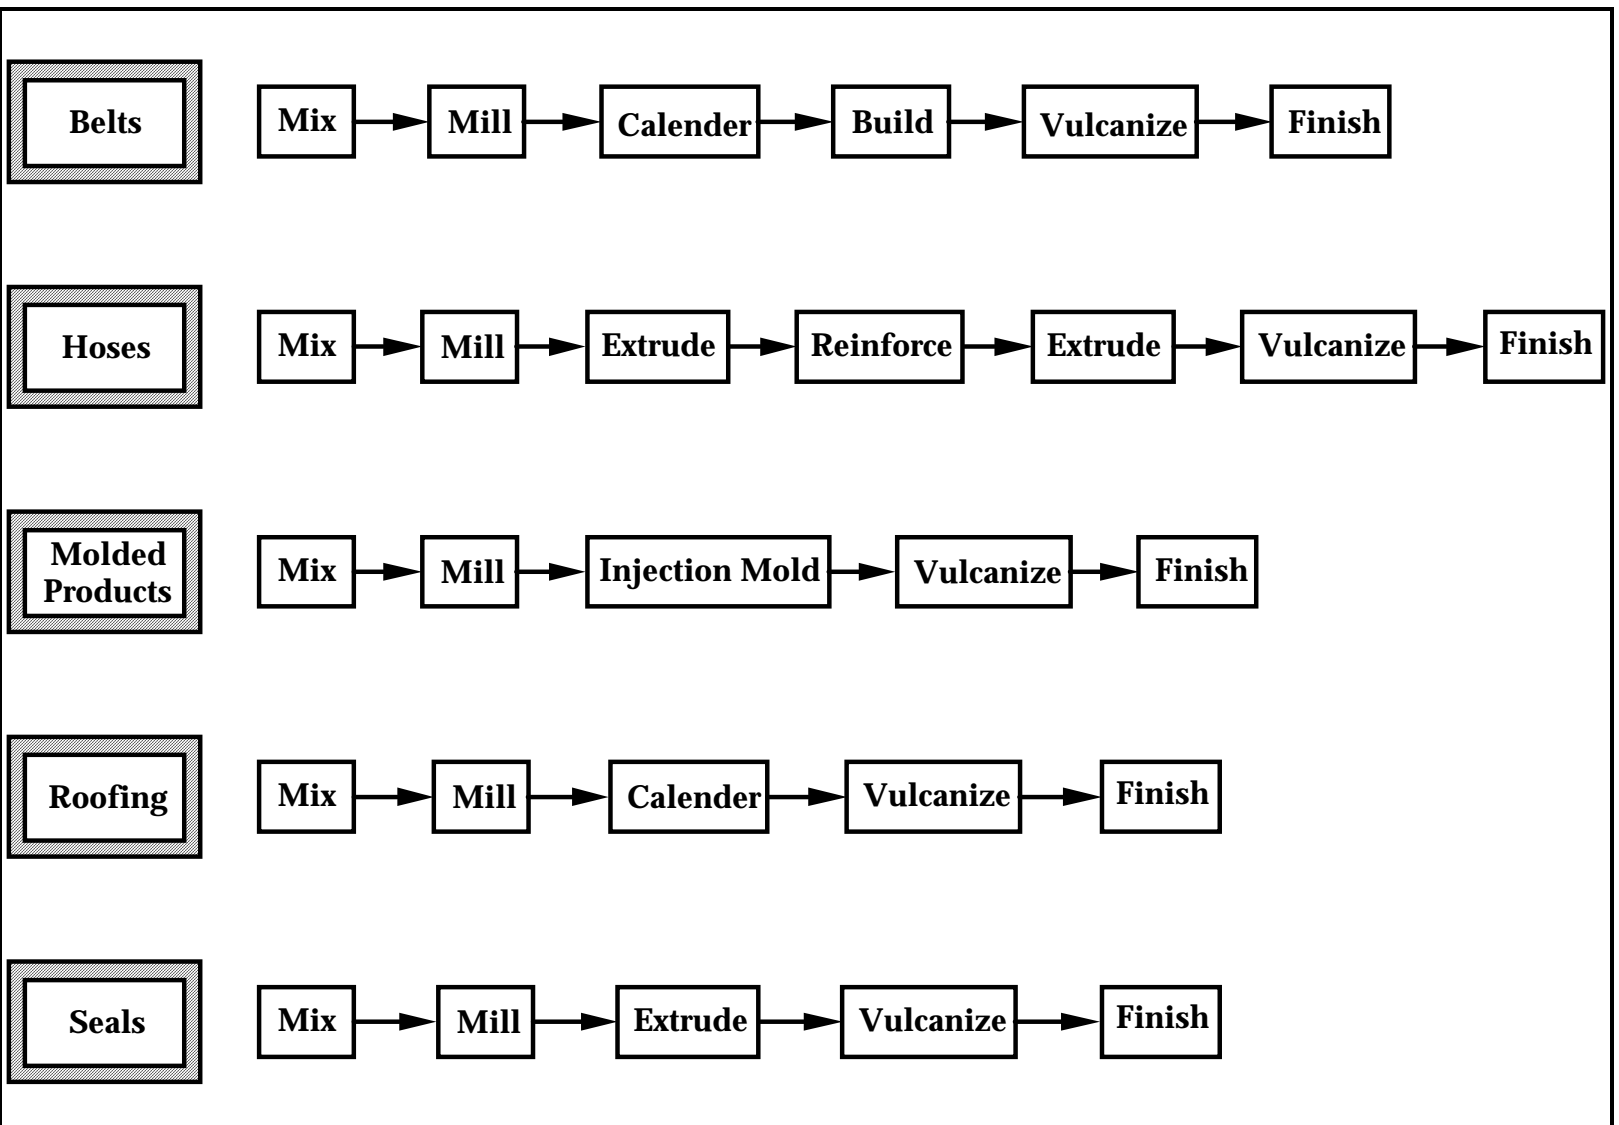 Belts Mix Mill Calender Build Vulcanize Finish
Hoses Mix Mill Extrude Reinforce Extrude Vulcanize Finish
Molded
Products Mix Mill Injection Mold Vulcanize Finish
Roofing Mix Mill Calender Vulcanize Finish
Seals Mix Mill Extrude Vulcanize Finish